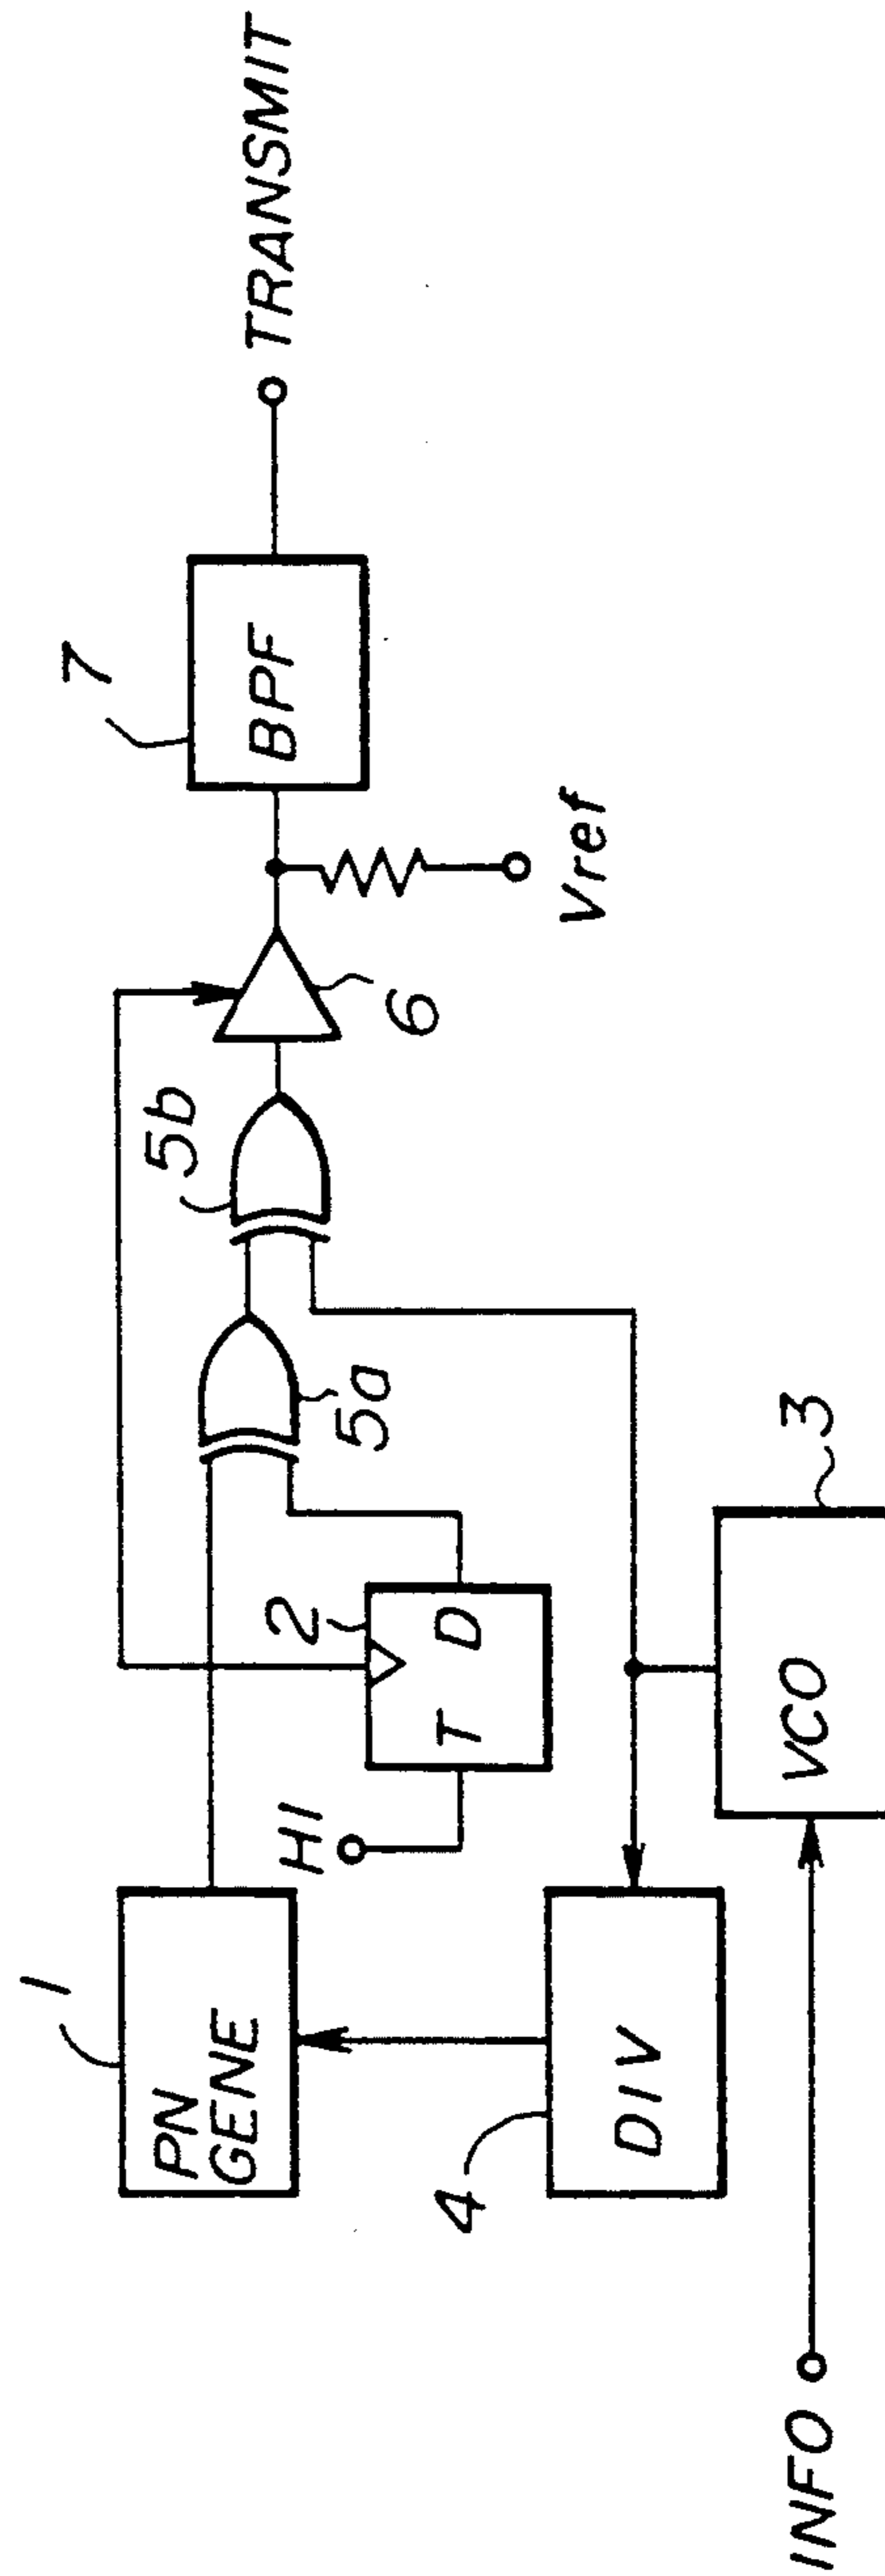 1
PN
GENE
HI
2
T D
5a
5b
6
7
BPF
TRANSMIT
Vref
4
DIV
3
VCO
INFO